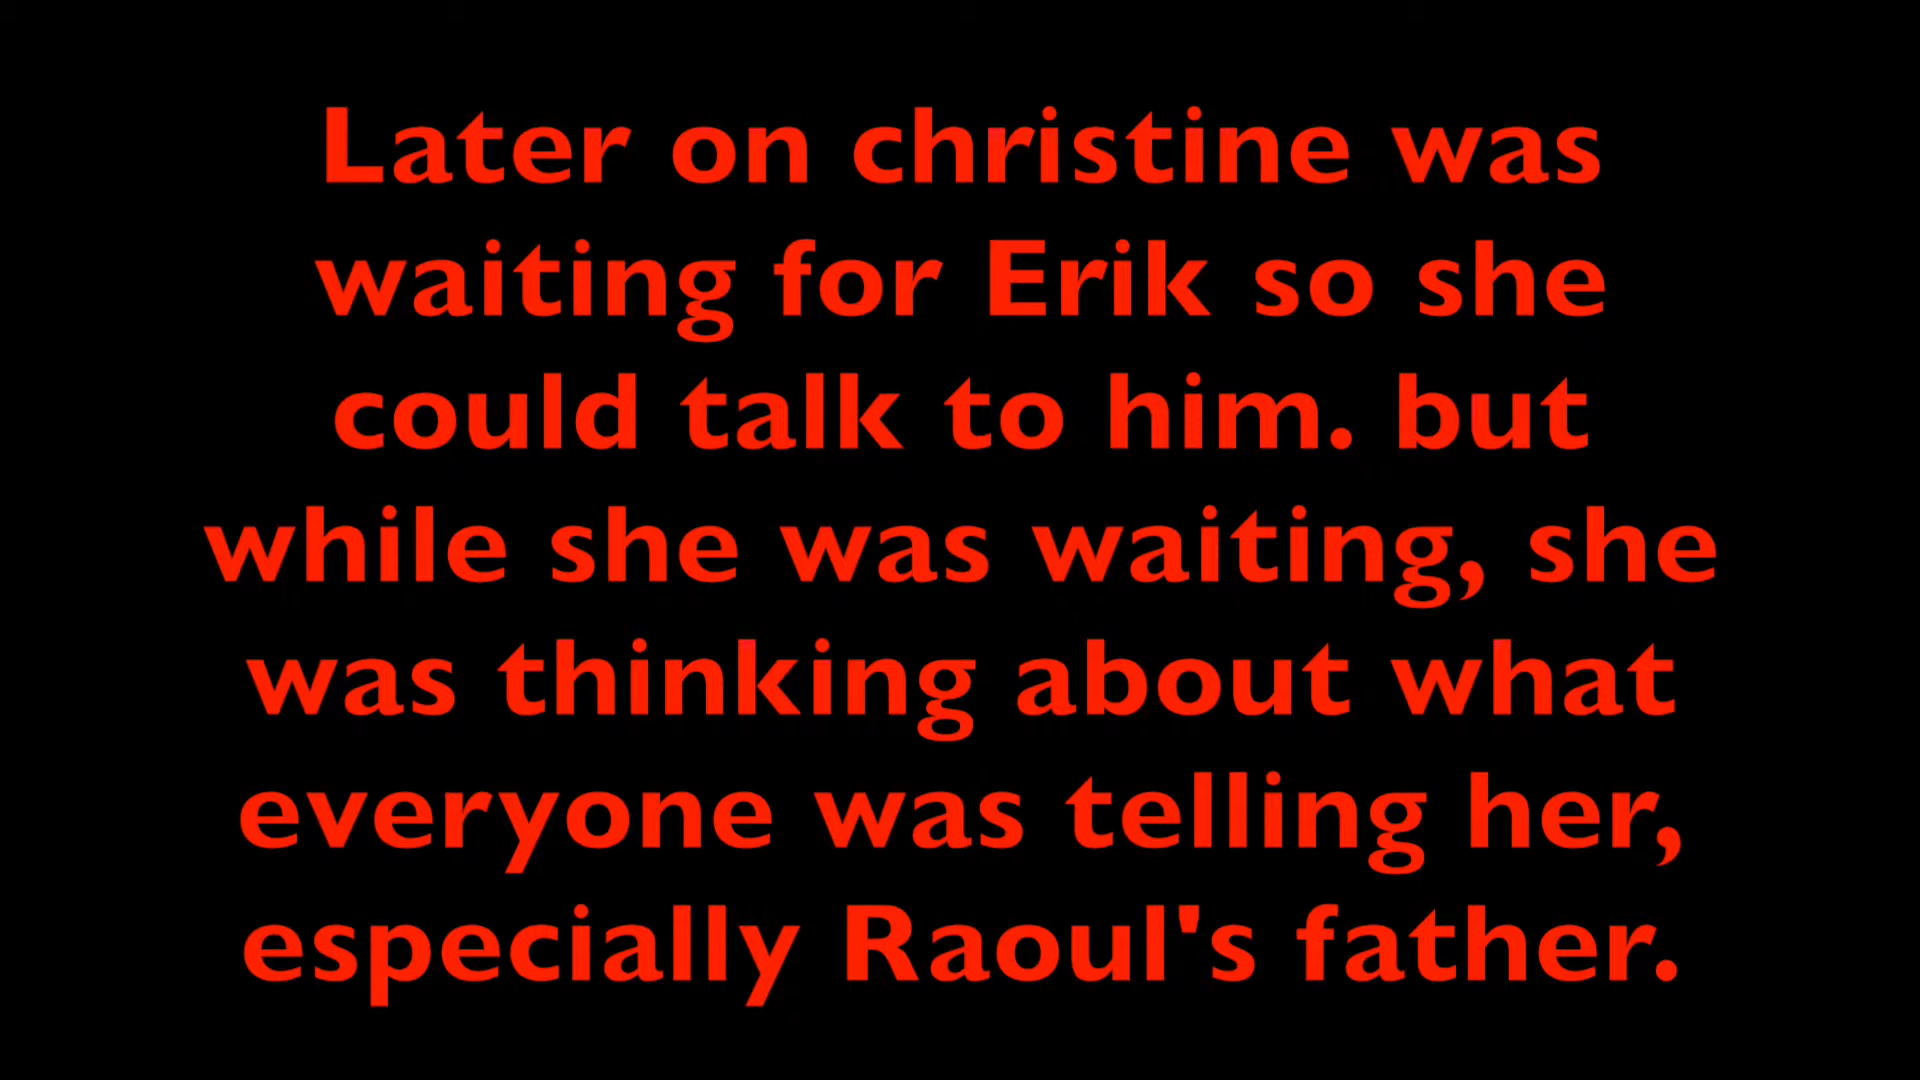 Later on christine was
waiting for Erik so she
could talk to him. but
while she was waiting, she
was thinking about what
everyone was telling her,
especially Raoul's father.